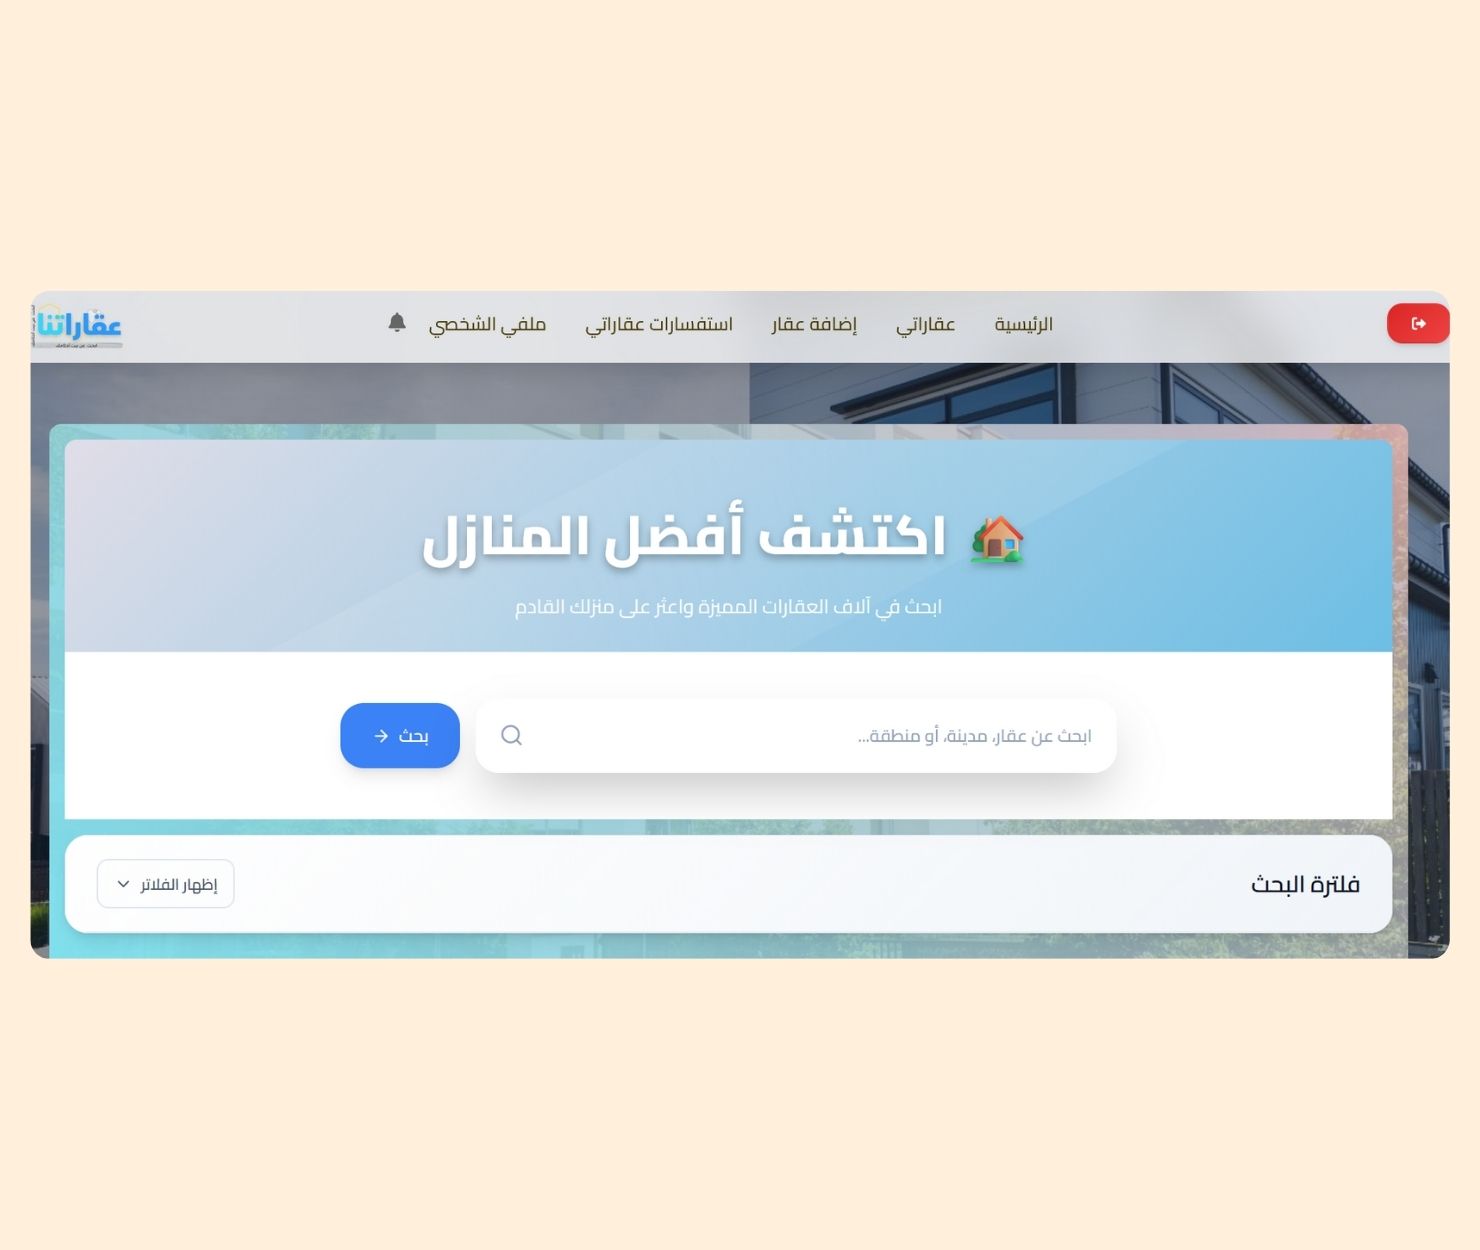 الرئيسية عقاراتي إضافة عقار استفسارات عقاراتي ملفي الشخصي
عقاراتنا
اكتشف أفضل المنازل
ابحث في آلاف العقارات المميزة واعثر على منزلك القادم
ابحث عن عقار، مدينة، أو منطقة...
بحث
فلترة البحث
إظهار الفلاتر